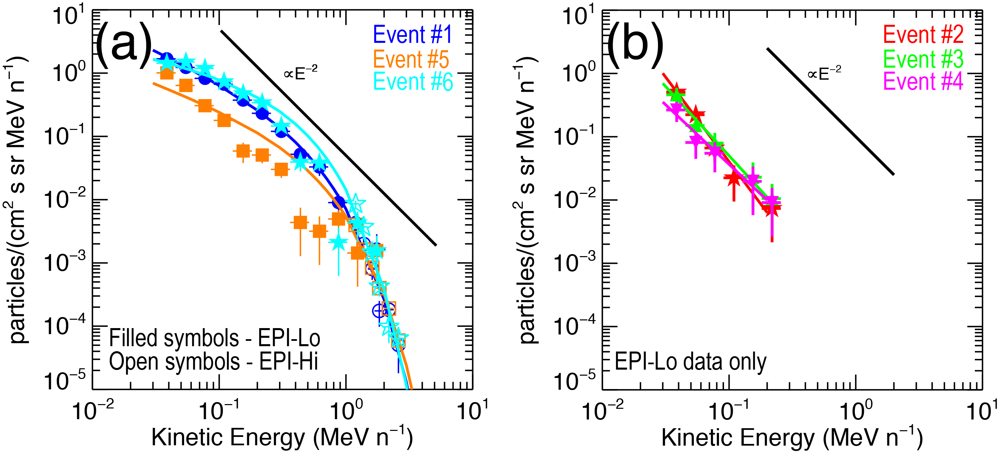 (a)
Event #1
Event #5
Event #6
∝E⁻²
Filled symbols - EPI-Lo
Open symbols - EPI-Hi
particles/(cm² s sr MeV n⁻¹)
10¹
10⁰
10⁻¹
10⁻²
10⁻³
10⁻⁴
10⁻⁵
10⁻² 10⁻¹ 10⁰ 10¹
Kinetic Energy (MeV n⁻¹)
(b)
Event #2
Event #3
Event #4
∝E⁻²
EPI-Lo data only
particles/(cm² s sr MeV n⁻¹)
10¹
10⁰
10⁻¹
10⁻²
10⁻³
10⁻⁴
10⁻⁵
10⁻² 10⁻¹ 10⁰ 10¹
Kinetic Energy (MeV n⁻¹)